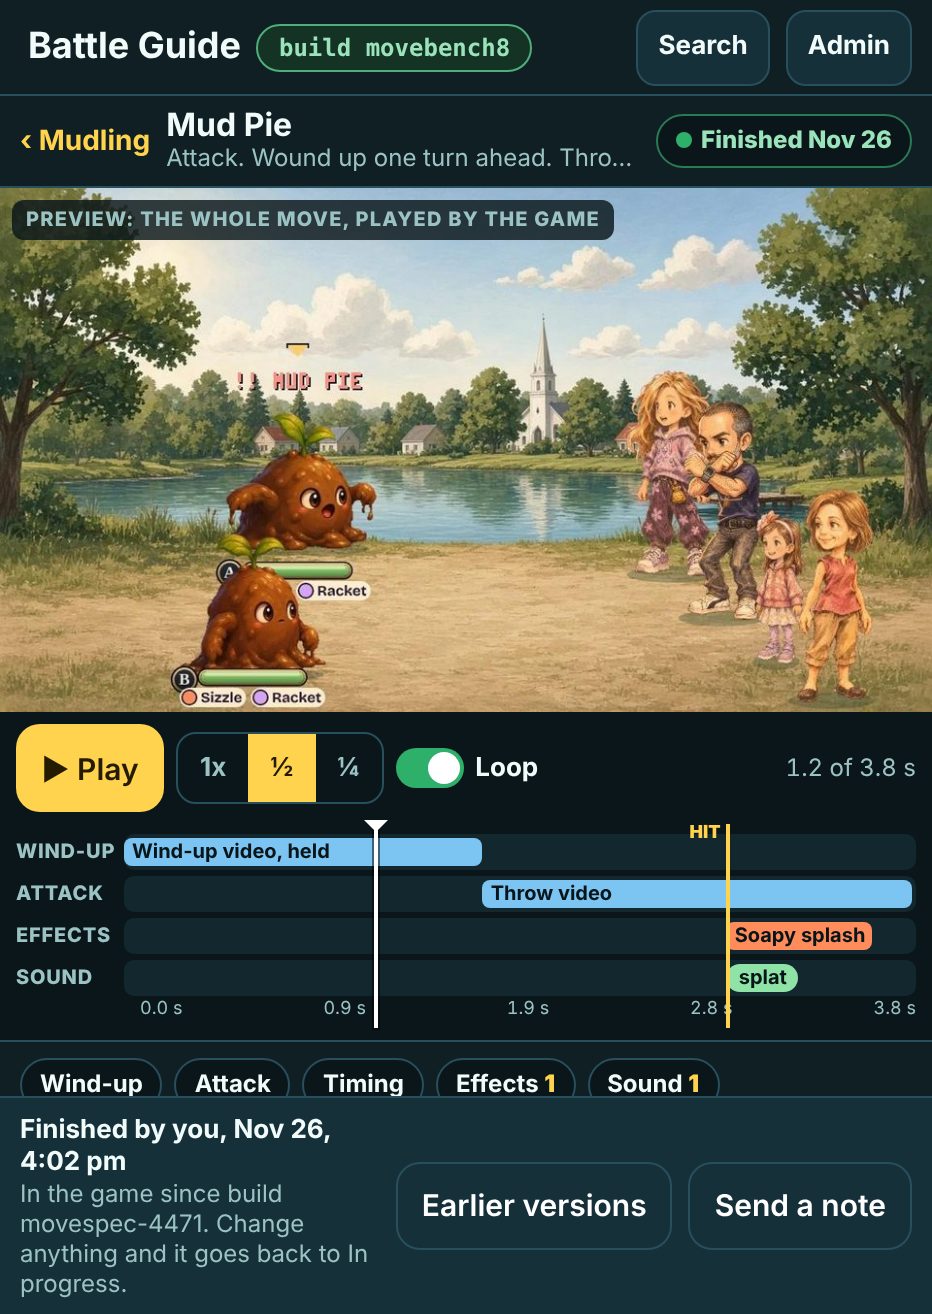 Battle Guide
build movebench8
Search
Admin
‹ Mudling
Mud Pie
Attack. Wound up one turn ahead. Thro...
Finished Nov 26
PREVIEW: THE WHOLE MOVE, PLAYED BY THE GAME
!! MUD PIE
A
Racket
B
Sizzle
Racket
Play
1x
½
¼
Loop
1.2 of 3.8 s
HIT
WIND-UP
Wind-up video, held
ATTACK
Throw video
EFFECTS
Soapy splash
SOUND
splat
0.0 s
0.9 s
1.9 s
2.8 s
3.8 s
Wind-up
Attack
Timing
Effects 1
Sound 1
Finished by you, Nov 26,
4:02 pm
In the game since build
movespec-4471. Change
anything and it goes back to In
progress.
Earlier versions
Send a note